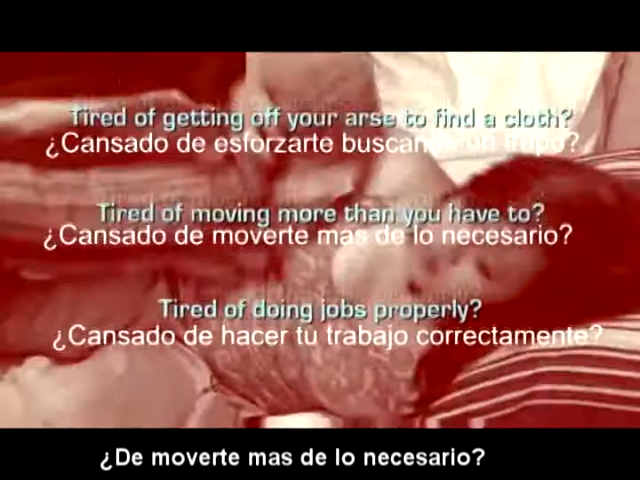 Tired of getting off your arse to find a cloth?
¿Cansado de esforzarte buscando un trapo?
Tired of moving more than you have to?
¿Cansado de moverte mas de lo necesario?
Tired of doing jobs properly?
¿Cansado de hacer tu trabajo correctamente?
¿De moverte mas de lo necesario?